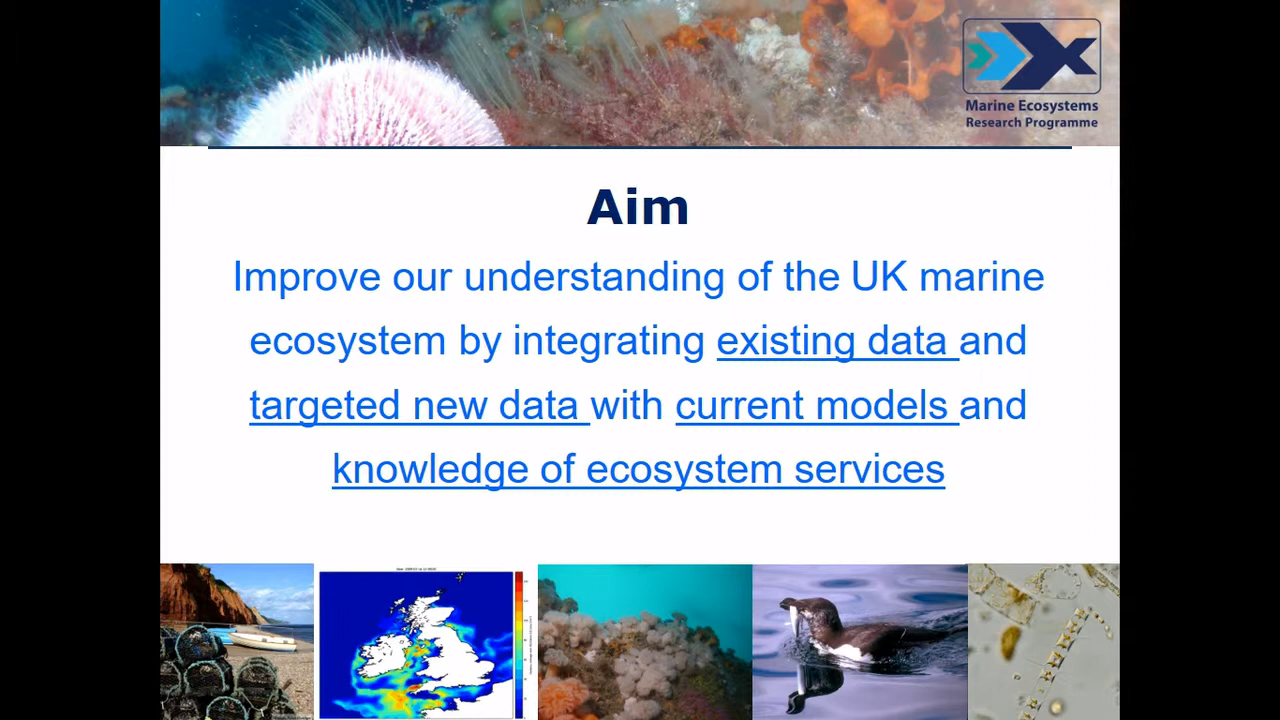 Marine Ecosystems
Research Programme
Aim
Improve our understanding of the UK marine
ecosystem by integrating existing data and
targeted new data with current models and
knowledge of ecosystem services